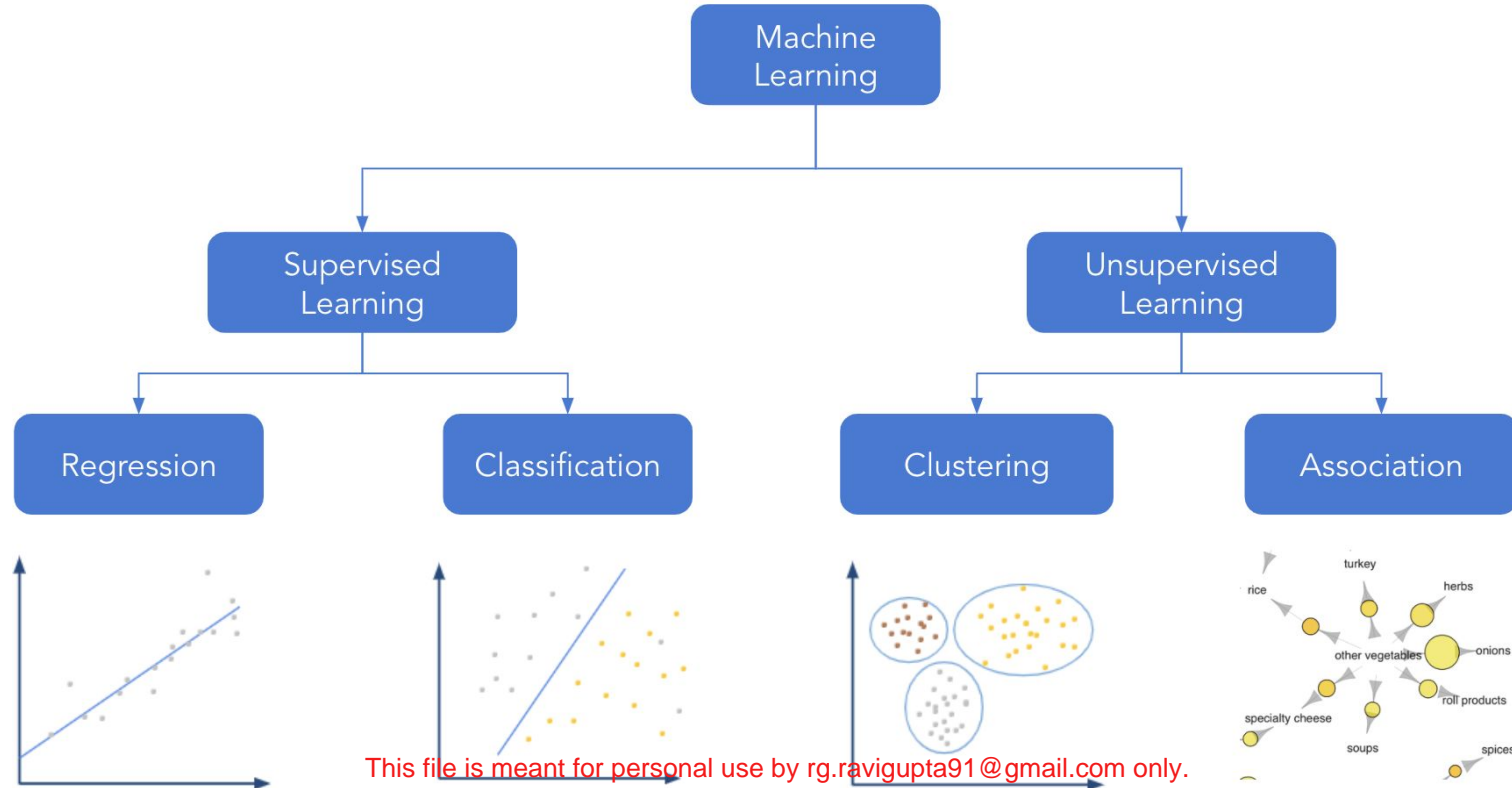 Machine
Learning
Supervised
Learning
Unsupervised
Learning
Regression
Classification
Clustering
Association
turkey
rice
herbs
other vegetables
onions
roll products
specialty cheese
soups
spices
This file is meant for personal use by rg.ravigupta91@gmail.com only.